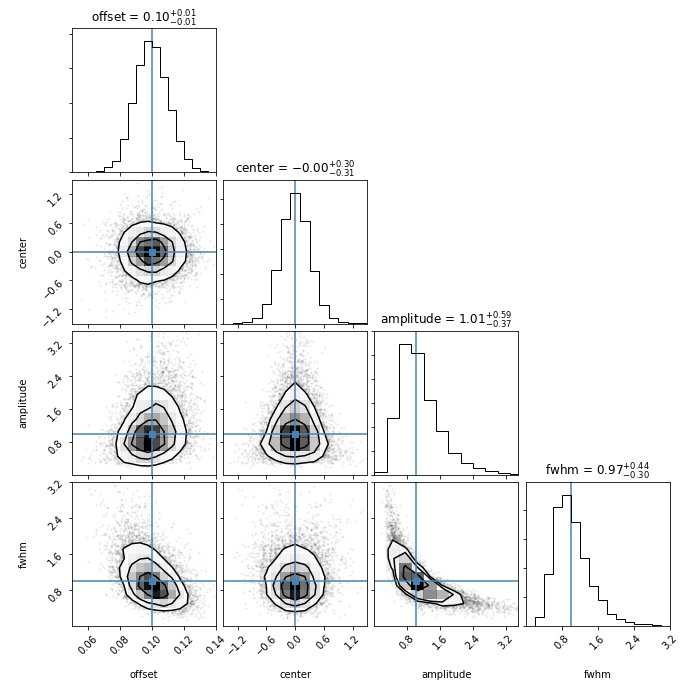 offset = 0.10+0.01−0.01
center = −0.00+0.30−0.31
1.2
0.6
0.0
−0.6
−1.2
center
amplitude = 1.01+0.59−0.37
3.2
2.4
1.6
0.8
amplitude
fwhm = 0.97+0.44−0.30
3.2
2.4
1.6
0.8
fwhm
0.06 0.08 0.10 0.12 0.14 −1.2 −0.6 0.0 0.6 1.2 0.8 1.6 2.4 3.2 0.8 1.6 2.4 3.2
offset center amplitude fwhm